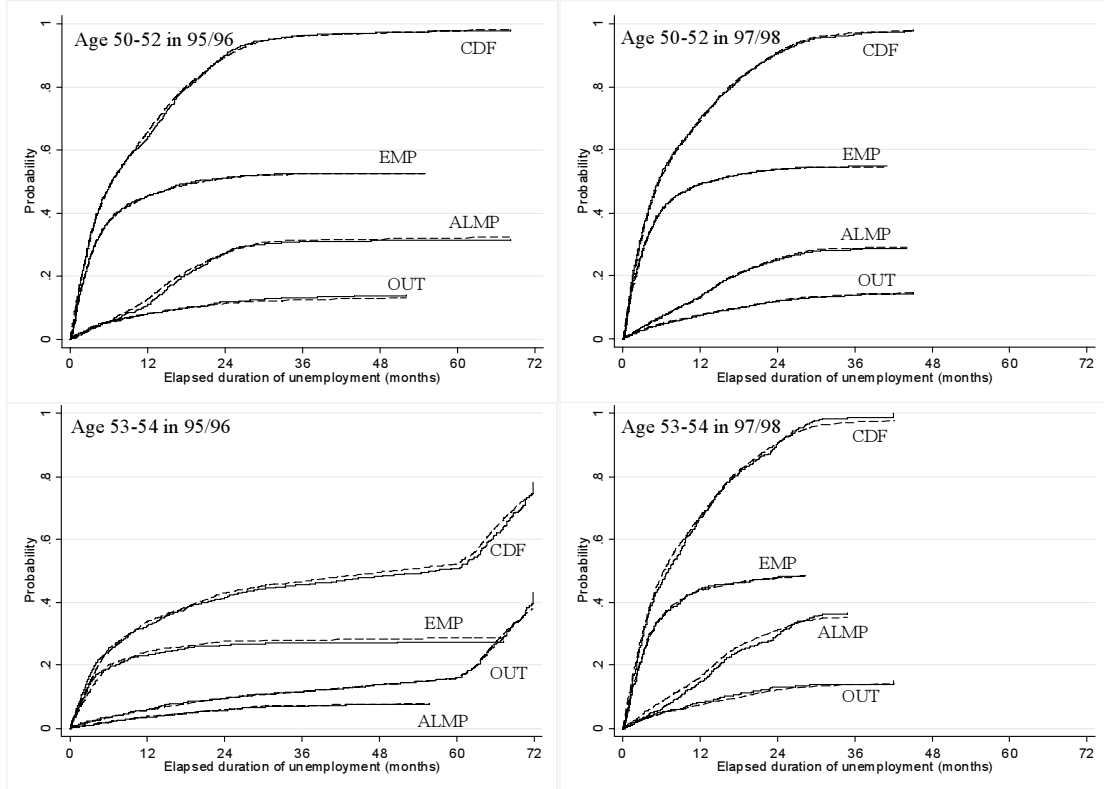 Age 50-52 in 95/96
CDF
EMP
ALMP
OUT
Probability
0 .2 .4 .6 .8 1
0 12 24 36 48 60 72
Elapsed duration of unemployment (months)
Age 50-52 in 97/98
CDF
EMP
ALMP
OUT
Probability
0 .2 .4 .6 .8 1
0 12 24 36 48 60 72
Elapsed duration of unemployment (months)
Age 53-54 in 95/96
CDF
EMP
OUT
ALMP
Probability
0 .2 .4 .6 .8 1
0 12 24 36 48 60 72
Elapsed duration of unemployment (months)
Age 53-54 in 97/98
CDF
EMP
ALMP
OUT
Probability
0 .2 .4 .6 .8 1
0 12 24 36 48 60 72
Elapsed duration of unemployment (months)